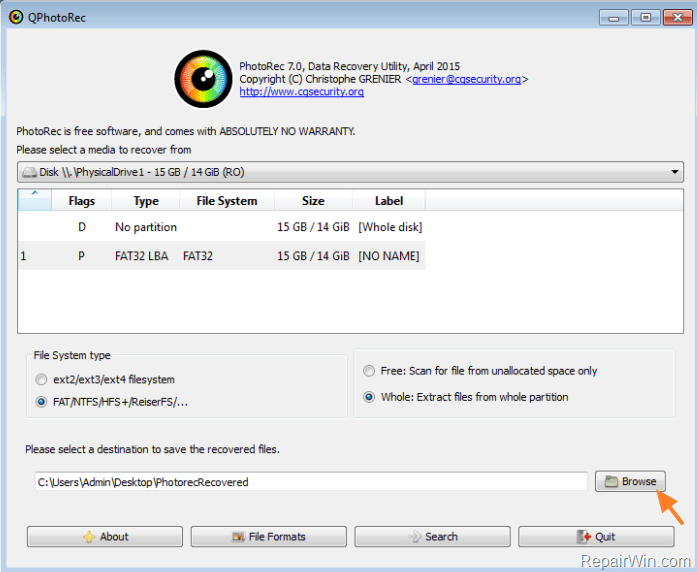 QPhotoRec
PhotoRec 7.0, Data Recovery Utility, April 2015
Copyright (C) Christophe GRENIER <grenier@cgsecurity.org>
http://www.cgsecurity.org
PhotoRec is free software, and comes with ABSOLUTELY NO WARRANTY.
Please select a media to recover from
Disk \\.\PhysicalDrive1 - 15 GB / 14 GiB (RO)
Flags Type File System Size Label
D No partition 15 GB / 14 GiB [Whole disk]
1 P FAT32 LBA FAT32 15 GB / 14 GiB [NO NAME]
File System type
ext2/ext3/ext4 filesystem
FAT/NTFS/HFS+/ReiserFS/...
Free: Scan for file from unallocated space only
Whole: Extract files from whole partition
Please select a destination to save the recovered files.
C:\Users\Admin\Desktop\PhotorecRecovered
Browse
About File Formats Search Quit
RepairWin.com